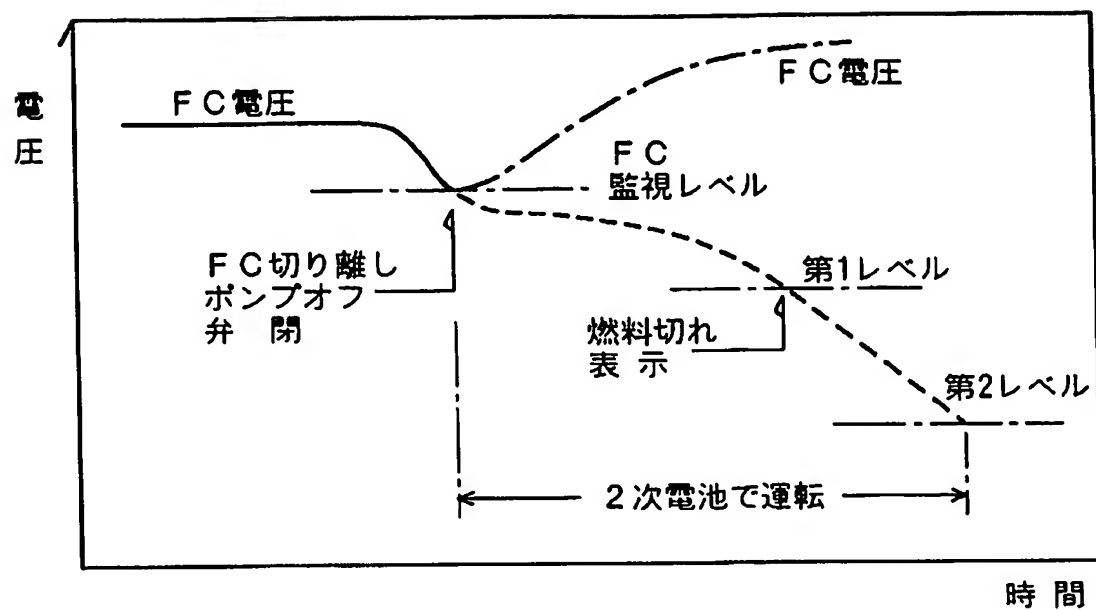 電
圧
ＦＣ電圧
ＦＣ電圧
ＦＣ
監視レベル
ＦＣ切り離し
ポンプオフ
弁 閉
第1レベル
燃料切れ
表 示
第2レベル
２次電池で運転
時 間